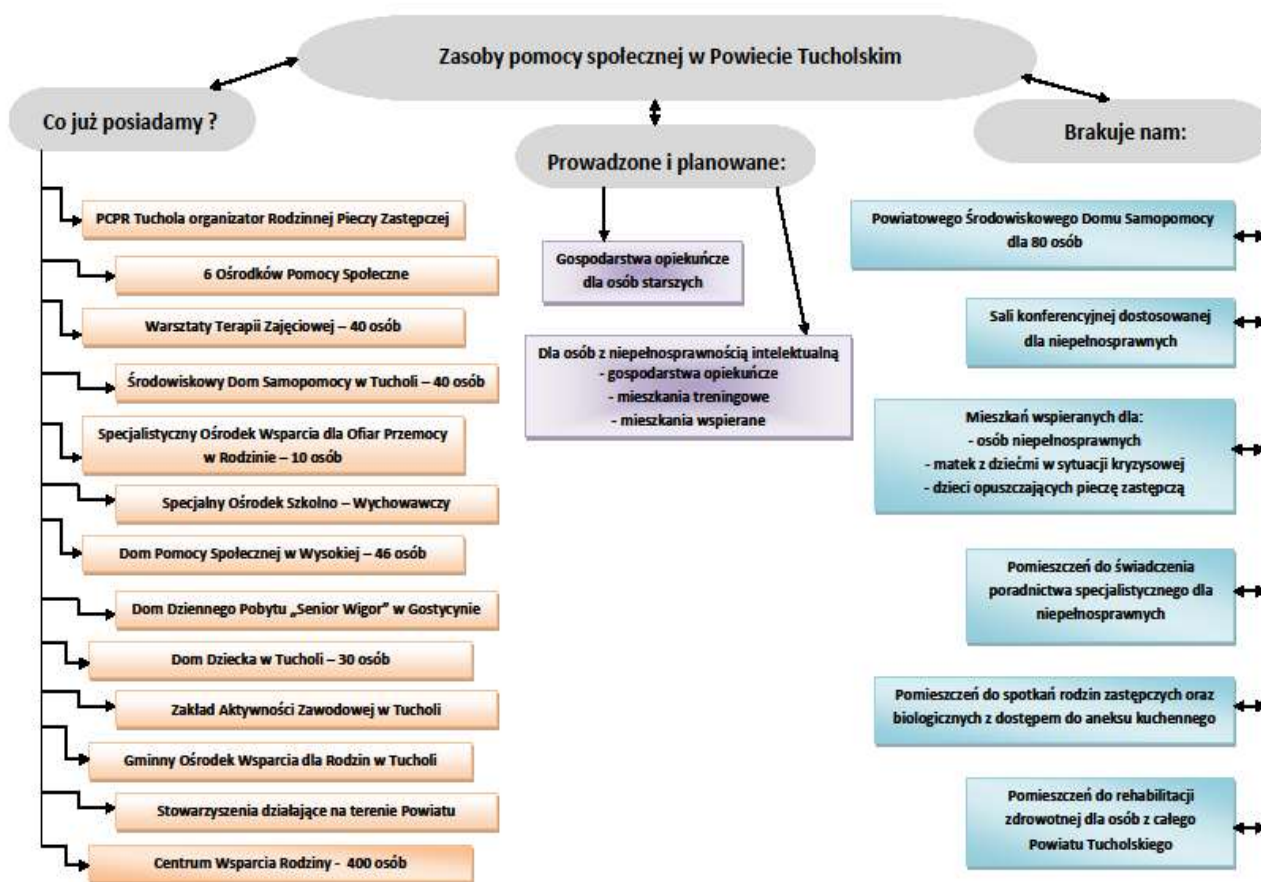 Zasoby pomocy społecznej w Powiecie Tucholskim
Co już posiadamy ?
PCPR Tuchola organizator Rodzinnej Pieczy Zastępczej
6 Ośrodków Pomocy Społeczne
Warsztaty Terapii Zajęciowej – 40 osób
Środowiskowy Dom Samopomocy w Tucholi – 40 osób
Specjalistyczny Ośrodek Wsparcia dla Ofiar Przemocy
w Rodzinie – 10 osób
Specjalny Ośrodek Szkolno – Wychowawczy
Dom Pomocy Społecznej w Wysokiej – 46 osób
Dom Dziennego Pobytu „Senior Wigor” w Gostycynie
Dom Dziecka w Tucholi – 30 osób
Zakład Aktywności Zawodowej w Tucholi
Gminny Ośrodek Wsparcia dla Rodzin w Tucholi
Stowarzyszenia działające na terenie Powiatu
Centrum Wsparcia Rodziny - 400 osób
Prowadzone i planowane:
Gospodarstwa opiekuńcze
dla osób starszych
Dla osób z niepełnosprawnością intelektualną
- gospodarstwa opiekuńcze
- mieszkania treningowe
- mieszkania wspierane
Brakuje nam:
Powiatowego Środowiskowego Domu Samopomocy
dla 80 osób
Sali konferencyjnej dostosowanej
dla niepełnosprawnych
Mieszkań wspieranych dla:
- osób niepełnosprawnych
- matek z dziećmi w sytuacji kryzysowej
- dzieci opuszczających pieczę zastępczą
Pomieszczeń do świadczenia
poradnictwa specjalistycznego dla
niepełnosprawnych
Pomieszczeń do spotkań rodzin zastępczych oraz
biologicznych z dostępem do aneksu kuchennego
Pomieszczeń do rehabilitacji
zdrowotnej dla osób z całego
Powiatu Tucholskiego